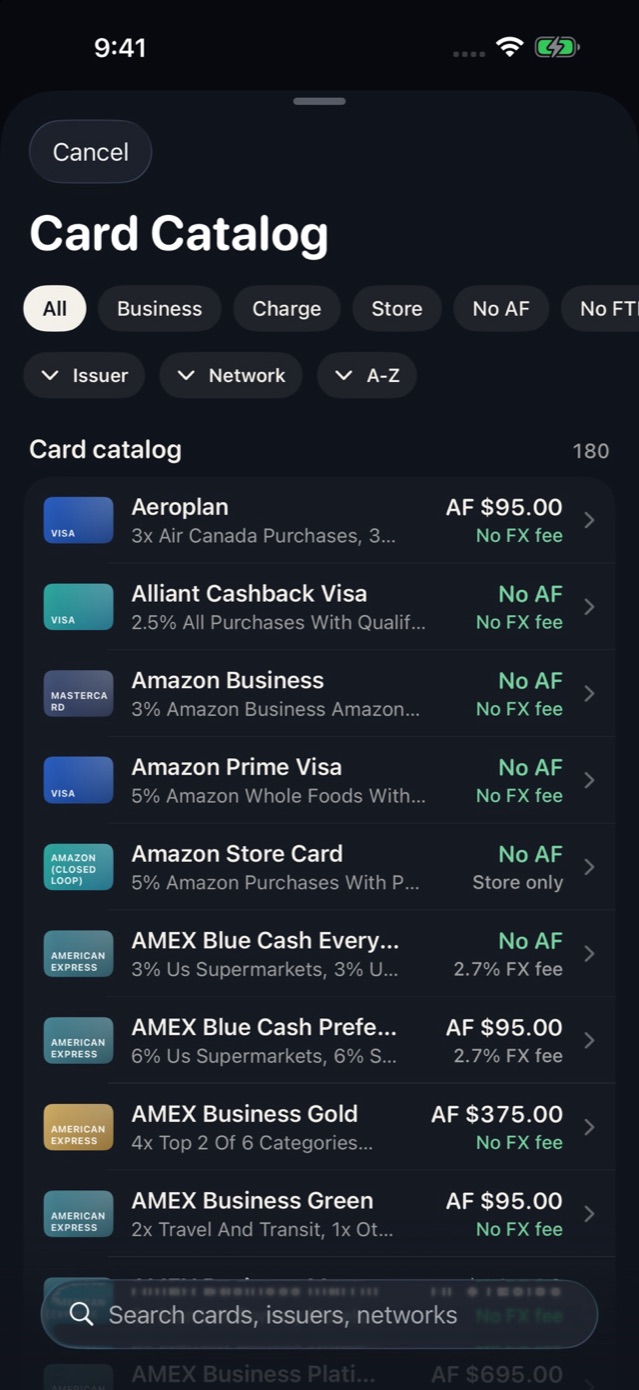 9:41
Cancel
Card Catalog
All Business Charge Store No AF No FT
Issuer Network A-Z
Card catalog 180
Aeroplan AF $95.00
VISA 3x Air Canada Purchases, 3... No FX fee
Alliant Cashback Visa No AF
VISA 2.5% All Purchases With Qualif... No FX fee
Amazon Business No AF
MASTERCA
RD 3% Amazon Business Amazon... No FX fee
Amazon Prime Visa No AF
VISA 5% Amazon Whole Foods With... No FX fee
Amazon Store Card No AF
AMAZON
(CLOSED
LOOP) 5% Amazon Purchases With P... Store only
AMEX Blue Cash Every... No AF
AMERICAN
EXPRESS 3% Us Supermarkets, 3% U... 2.7% FX fee
AMEX Blue Cash Prefe... AF $95.00
AMERICAN
EXPRESS 6% Us Supermarkets, 6% S... 2.7% FX fee
AMEX Business Gold AF $375.00
AMERICAN
EXPRESS 4x Top 2 Of 6 Categories... No FX fee
AMEX Business Green AF $95.00
AMERICAN
EXPRESS 2x Travel And Transit, 1x Ot... No FX fee
Search cards, issuers, networks No FX fee
AMEX Business Plati... AF $695.00